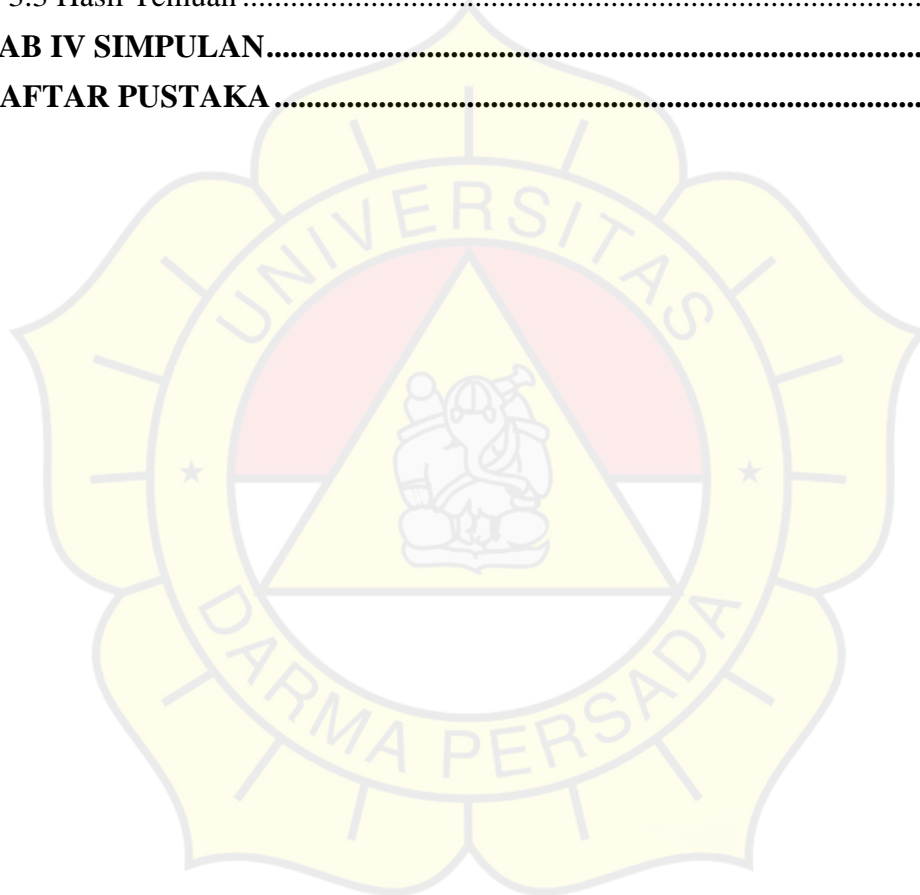 3.3 Hasil Temuan ........................................................................................
AB IV SIMPULAN........................................................................................
AFTAR PUSTAKA ........................................................................................
UNIVERSITAS
DARMA PERSADA